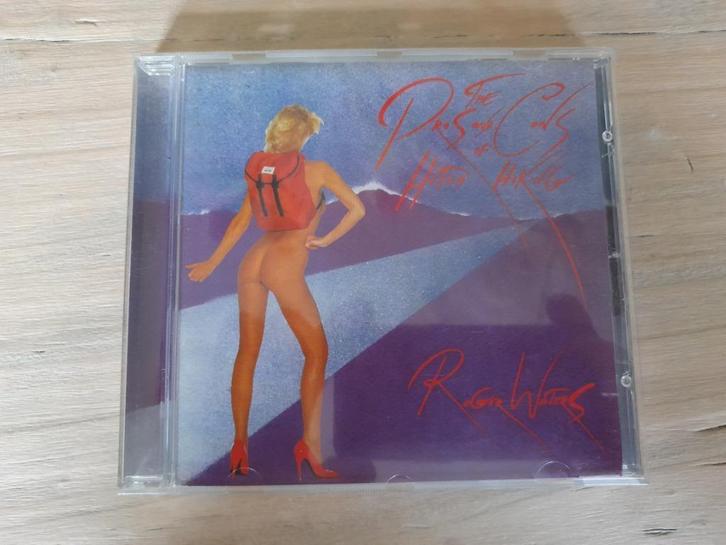 THE
PROS AND CONS
OF
HITCH HIKING
ROGER WATERS